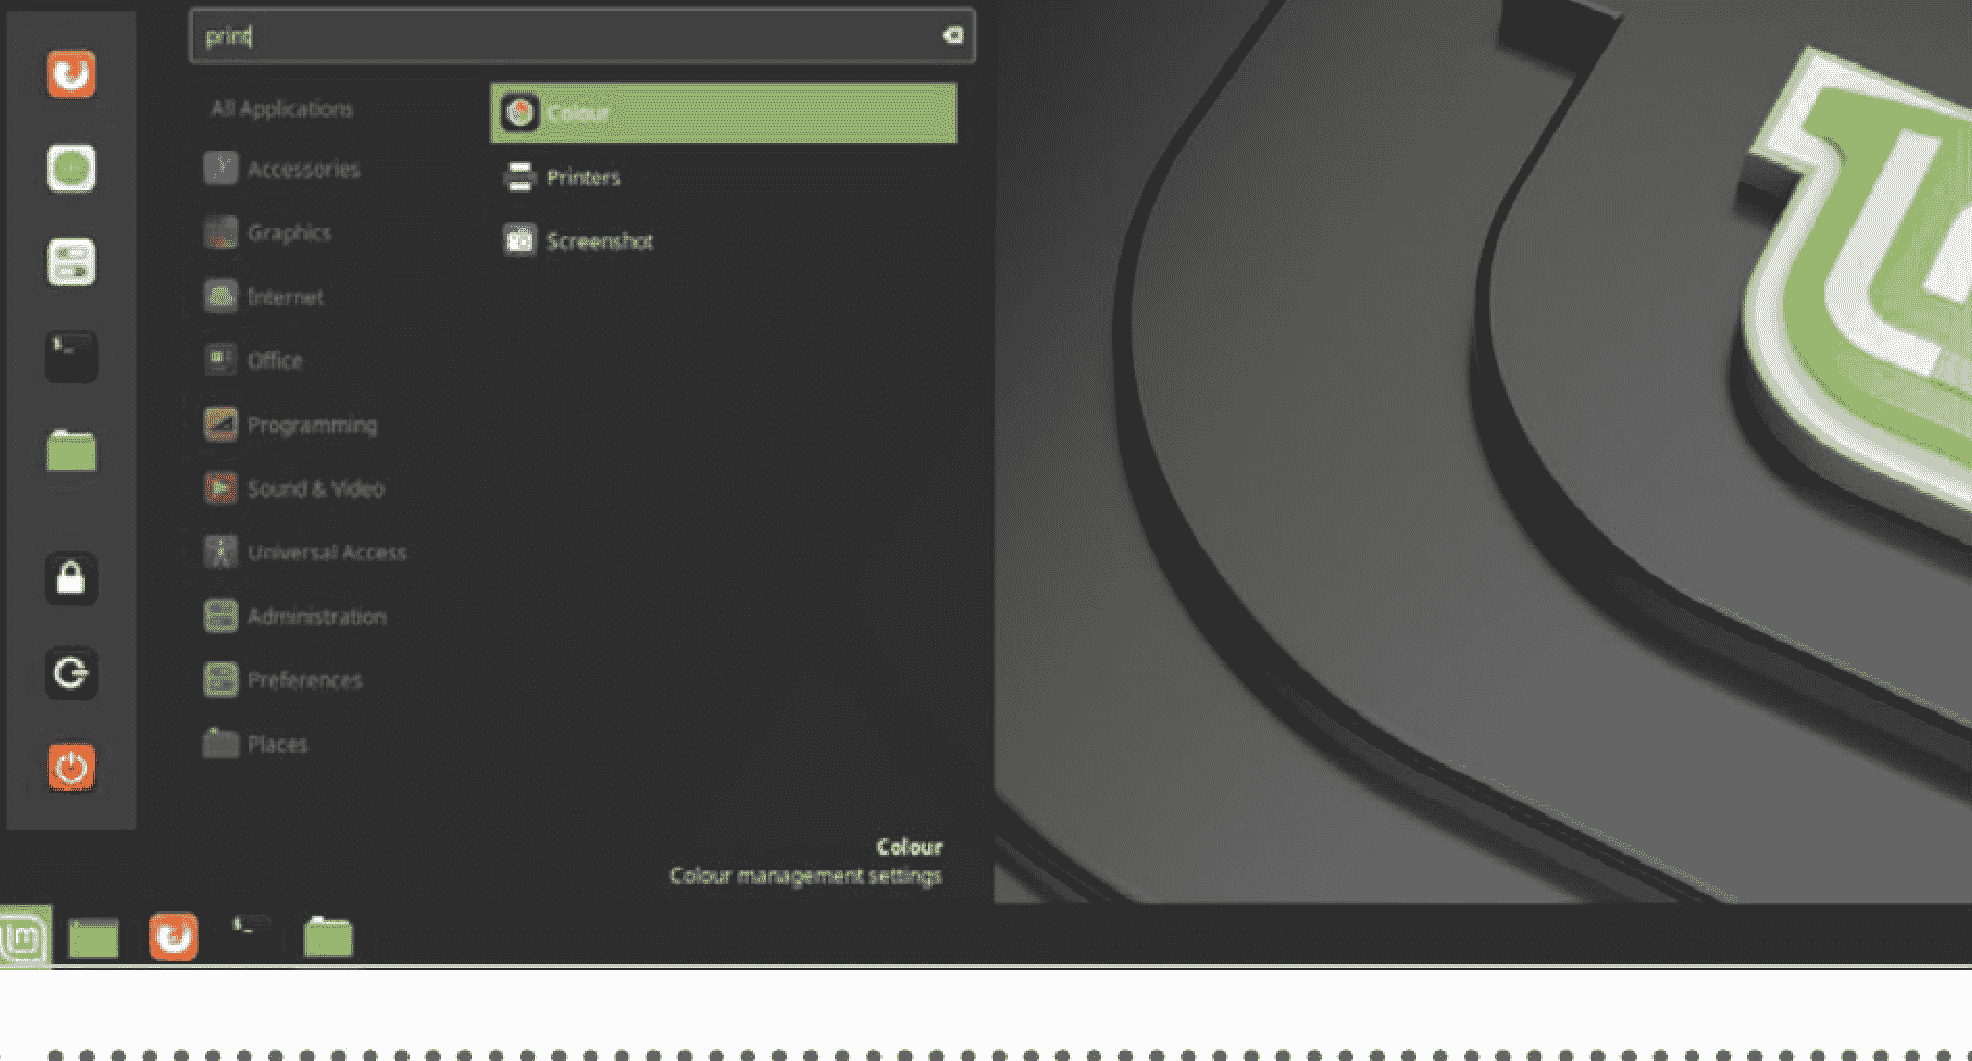 print
All Applications
Accessories
Graphics
Internet
Office
Programming
Sound & Video
Universal Access
Administration
Preferences
Places
Colour
Printers
Screenshot
Colour
Colour management settings